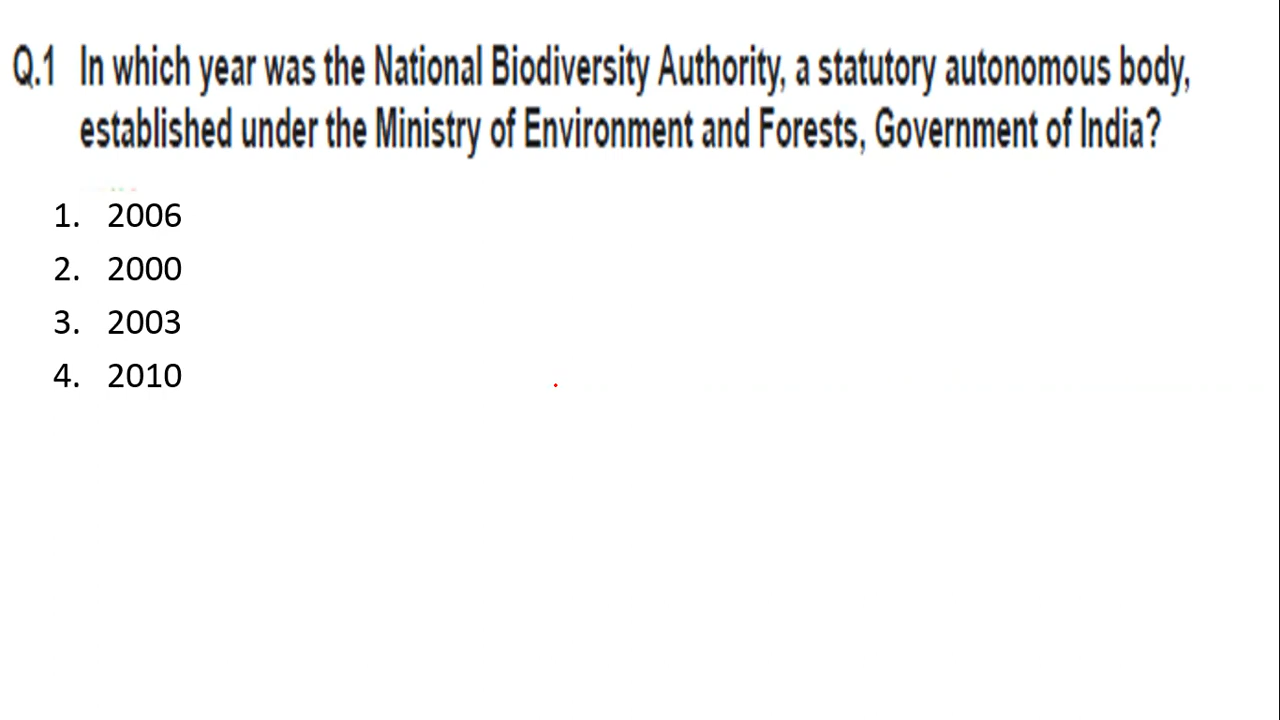 Q.1 In which year was the National Biodiversity Authority, a statutory autonomous body,
established under the Ministry of Environment and Forests, Government of India?
1. 2006
2. 2000
3. 2003
4. 2010